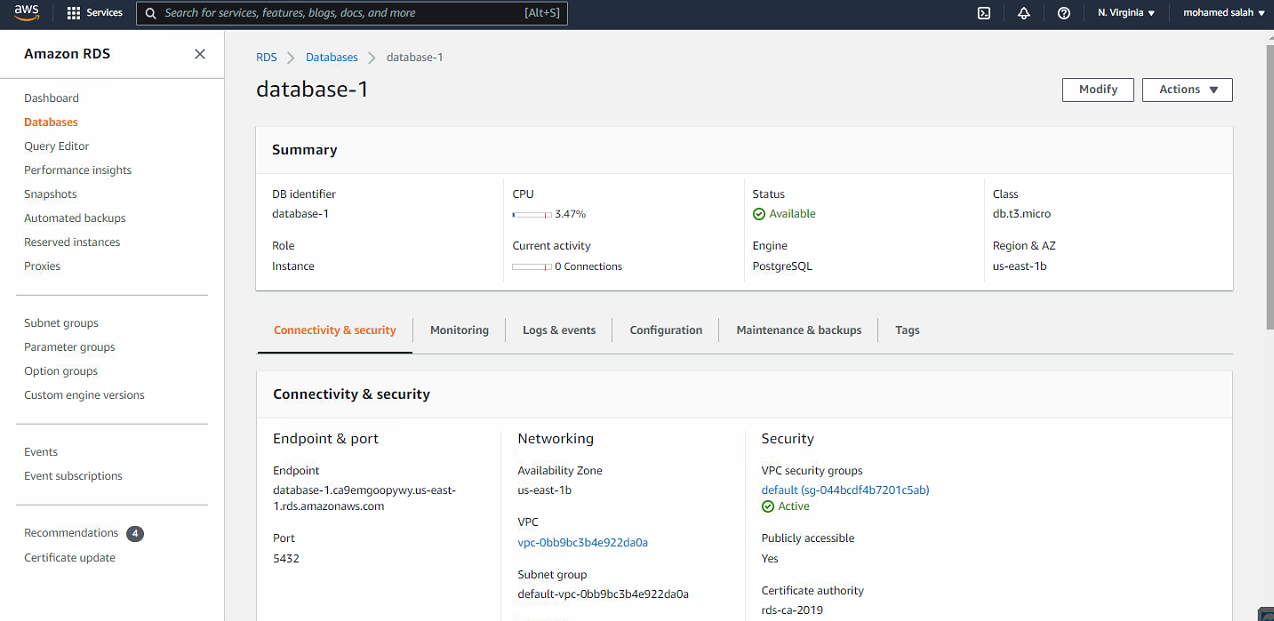 aws
Services
Search for services, features, blogs, docs, and more
[Alt+S]
N. Virginia
mohamed salah
Amazon RDS
Dashboard
Databases
Query Editor
Performance insights
Snapshots
Automated backups
Reserved instances
Proxies
Subnet groups
Parameter groups
Option groups
Custom engine versions
Events
Event subscriptions
Recommendations 4
Certificate update
RDS > Databases > database-1
database-1
Modify
Actions
Summary
DB identifier
database-1
Role
Instance
CPU
3.47%
Current activity
0 Connections
Status
Available
Engine
PostgreSQL
Class
db.t3.micro
Region & AZ
us-east-1b
Connectivity & security
Monitoring
Logs & events
Configuration
Maintenance & backups
Tags
Connectivity & security
Endpoint & port
Endpoint
database-1.ca9emgoopywy.us-east-
1.rds.amazonaws.com
Port
5432
Networking
Availability Zone
us-east-1b
VPC
vpc-0bb9bc3b4e922da0a
Subnet group
default-vpc-0bb9bc3b4e922da0a
Security
VPC security groups
default (sg-044bcdf4b7201c5ab)
Active
Publicly accessible
Yes
Certificate authority
rds-ca-2019